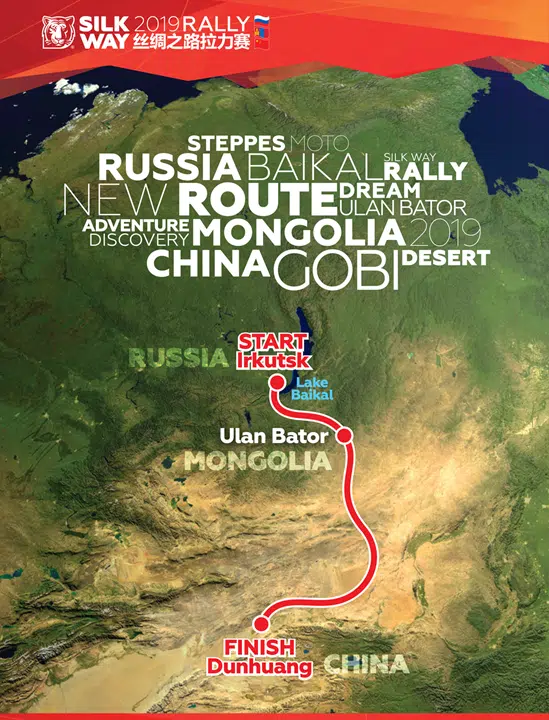 SILK WAY 2019 RALLY
丝绸之路拉力赛
STEPPES MOTO
RUSSIA BAIKAL SILK WAY RALLY
NEW ROUTE DREAM ULAN BATOR
ADVENTURE DISCOVERY MONGOLIA 2019
CHINA GOBI DESERT
START
RUSSIA Irkutsk
Lake
Baikal
Ulan Bator
MONGOLIA
FINISH
Dunhuang CHINA